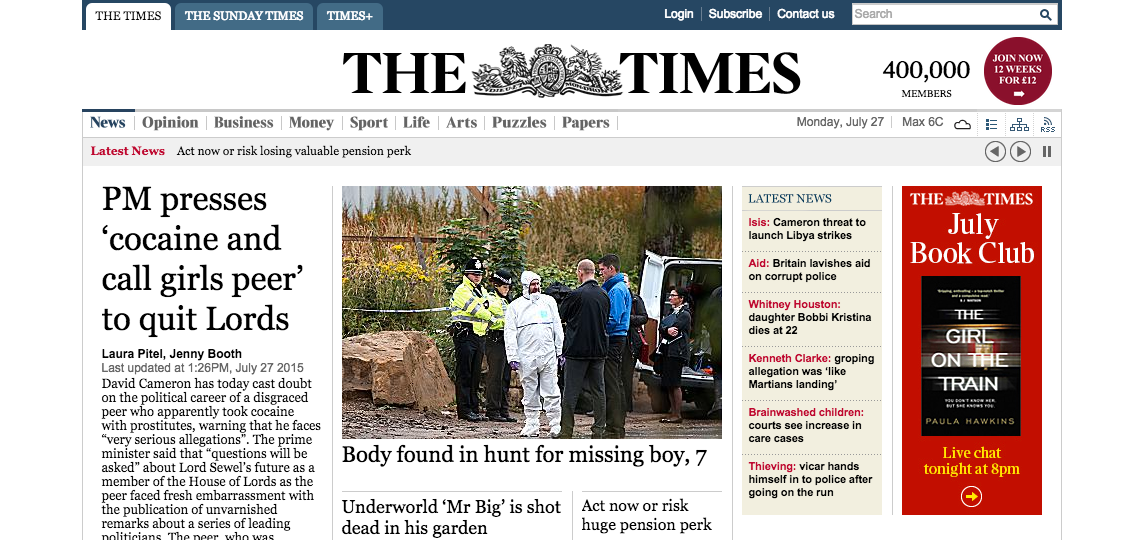 THE TIMES
THE SUNDAY TIMES
TIMES+
Login
Subscribe
Contact us
Search
THE TIMES
400,000
MEMBERS
JOIN NOW
12 WEEKS
FOR £12
News
Opinion
Business
Money
Sport
Life
Arts
Puzzles
Papers
Monday, July 27
Max 6C
RSS
Latest News
Act now or risk losing valuable pension perk
PM presses
‘cocaine and
call girls peer’
to quit Lords
Laura Pitel, Jenny Booth
Last updated at 1:26PM, July 27 2015
David Cameron has today cast doubt
on the political career of a disgraced
peer who apparently took cocaine
with prostitutes, warning that he faces
“very serious allegations”. The prime
minister said that “questions will be
asked” about Lord Sewel’s future as a
member of the House of Lords as the
peer faced fresh embarrassment with
the publication of unvarnished
remarks about a series of leading
politicians. The peer, who was
Body found in hunt for missing boy, 7
Underworld ‘Mr Big’ is shot
dead in his garden
Act now or risk
huge pension perk
LATEST NEWS
Isis: Cameron threat to
launch Libya strikes
Aid: Britain lavishes aid
on corrupt police
Whitney Houston:
daughter Bobbi Kristina
dies at 22
Kenneth Clarke: groping
allegation was ‘like
Martians landing’
Brainwashed children:
courts see increase in
care cases
Thieving: vicar hands
himself in to police after
going on the run
THE TIMES
July
Book Club
THE
GIRL
ON THE
TRAIN
YOU DON'T KNOW HER.
BUT SHE KNOWS YOU.
PAULA HAWKINS
Live chat
tonight at 8pm